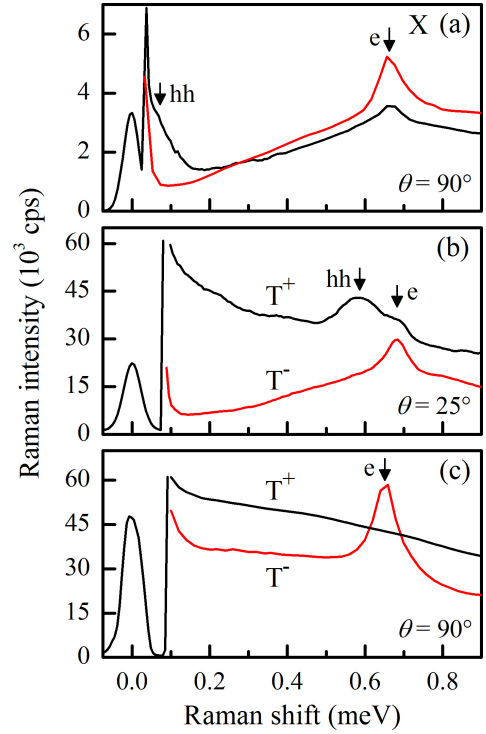 Raman intensity (10³ cps)
X (a)
6
4
2
0
hh
e
θ = 90°
(b)
60
45
30
15
0
T⁺
hh
e
T⁻
θ = 25°
(c)
60
45
30
15
0
T⁺
e
T⁻
θ = 90°
0.0 0.2 0.4 0.6 0.8
Raman shift (meV)